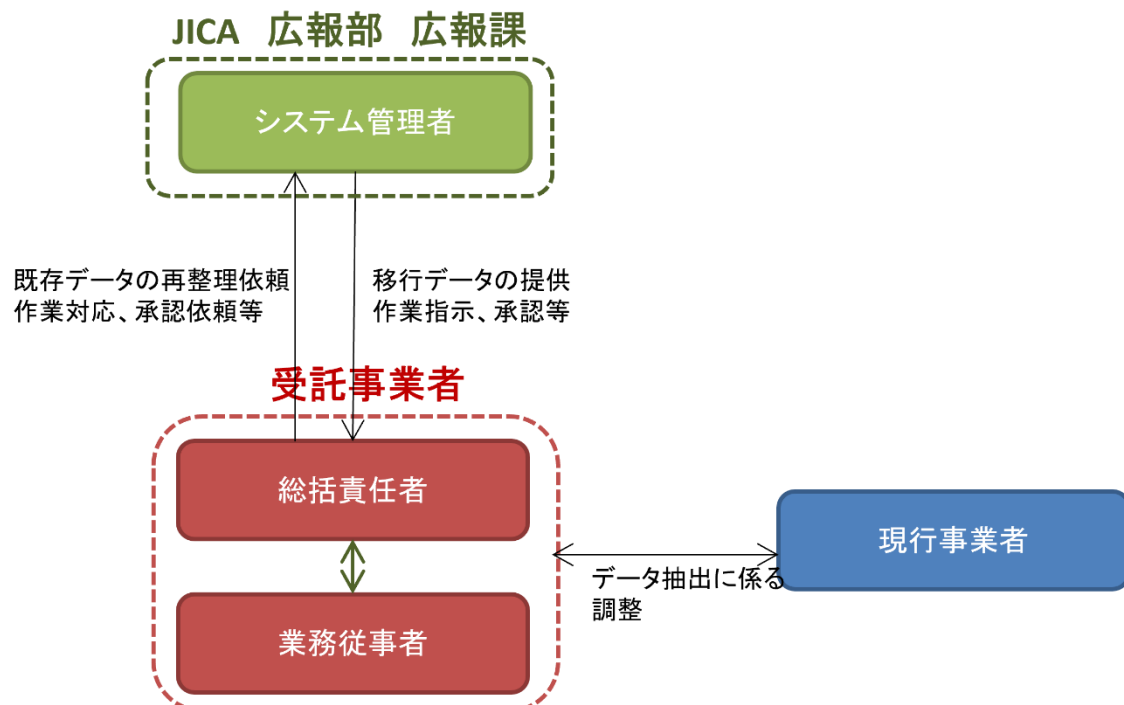 JICA 広報部 広報課
システム管理者
既存データの再整理依頼
作業対応、承認依頼等
移行データの提供
作業指示、承認等
受託事業者
総括責任者
現行事業者
データ抽出に係る
調整
業務従事者